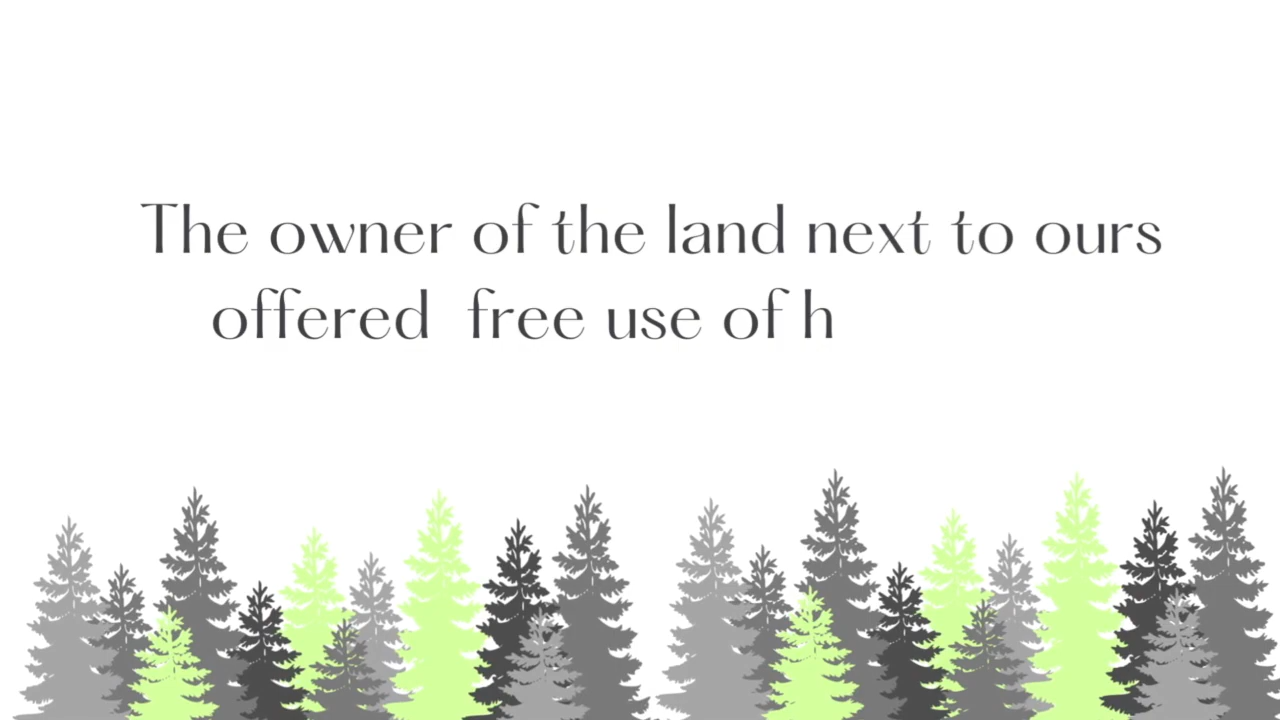 The owner of the land next to ours
offered  free use of h